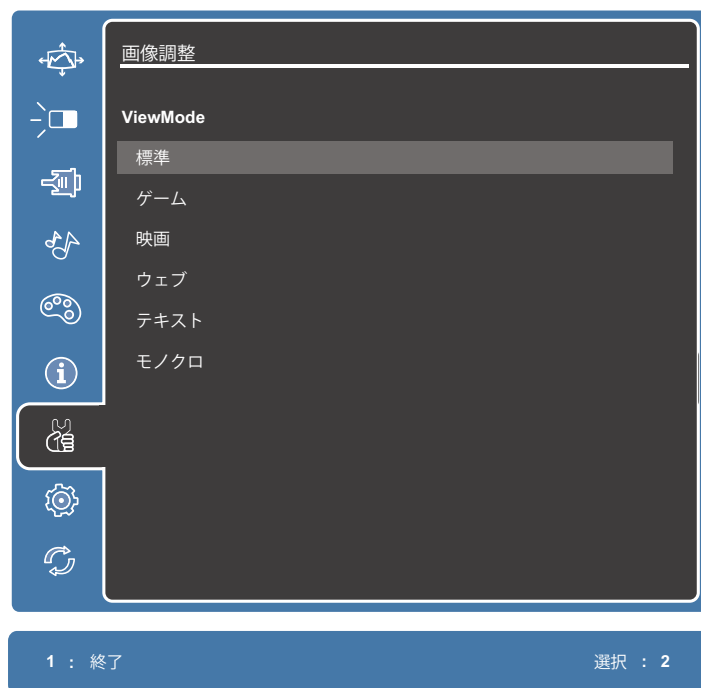 画像調整
ViewMode
標準
ゲーム
映画
ウェブ
テキスト
モノクロ
1 : 終了
選択 : 2